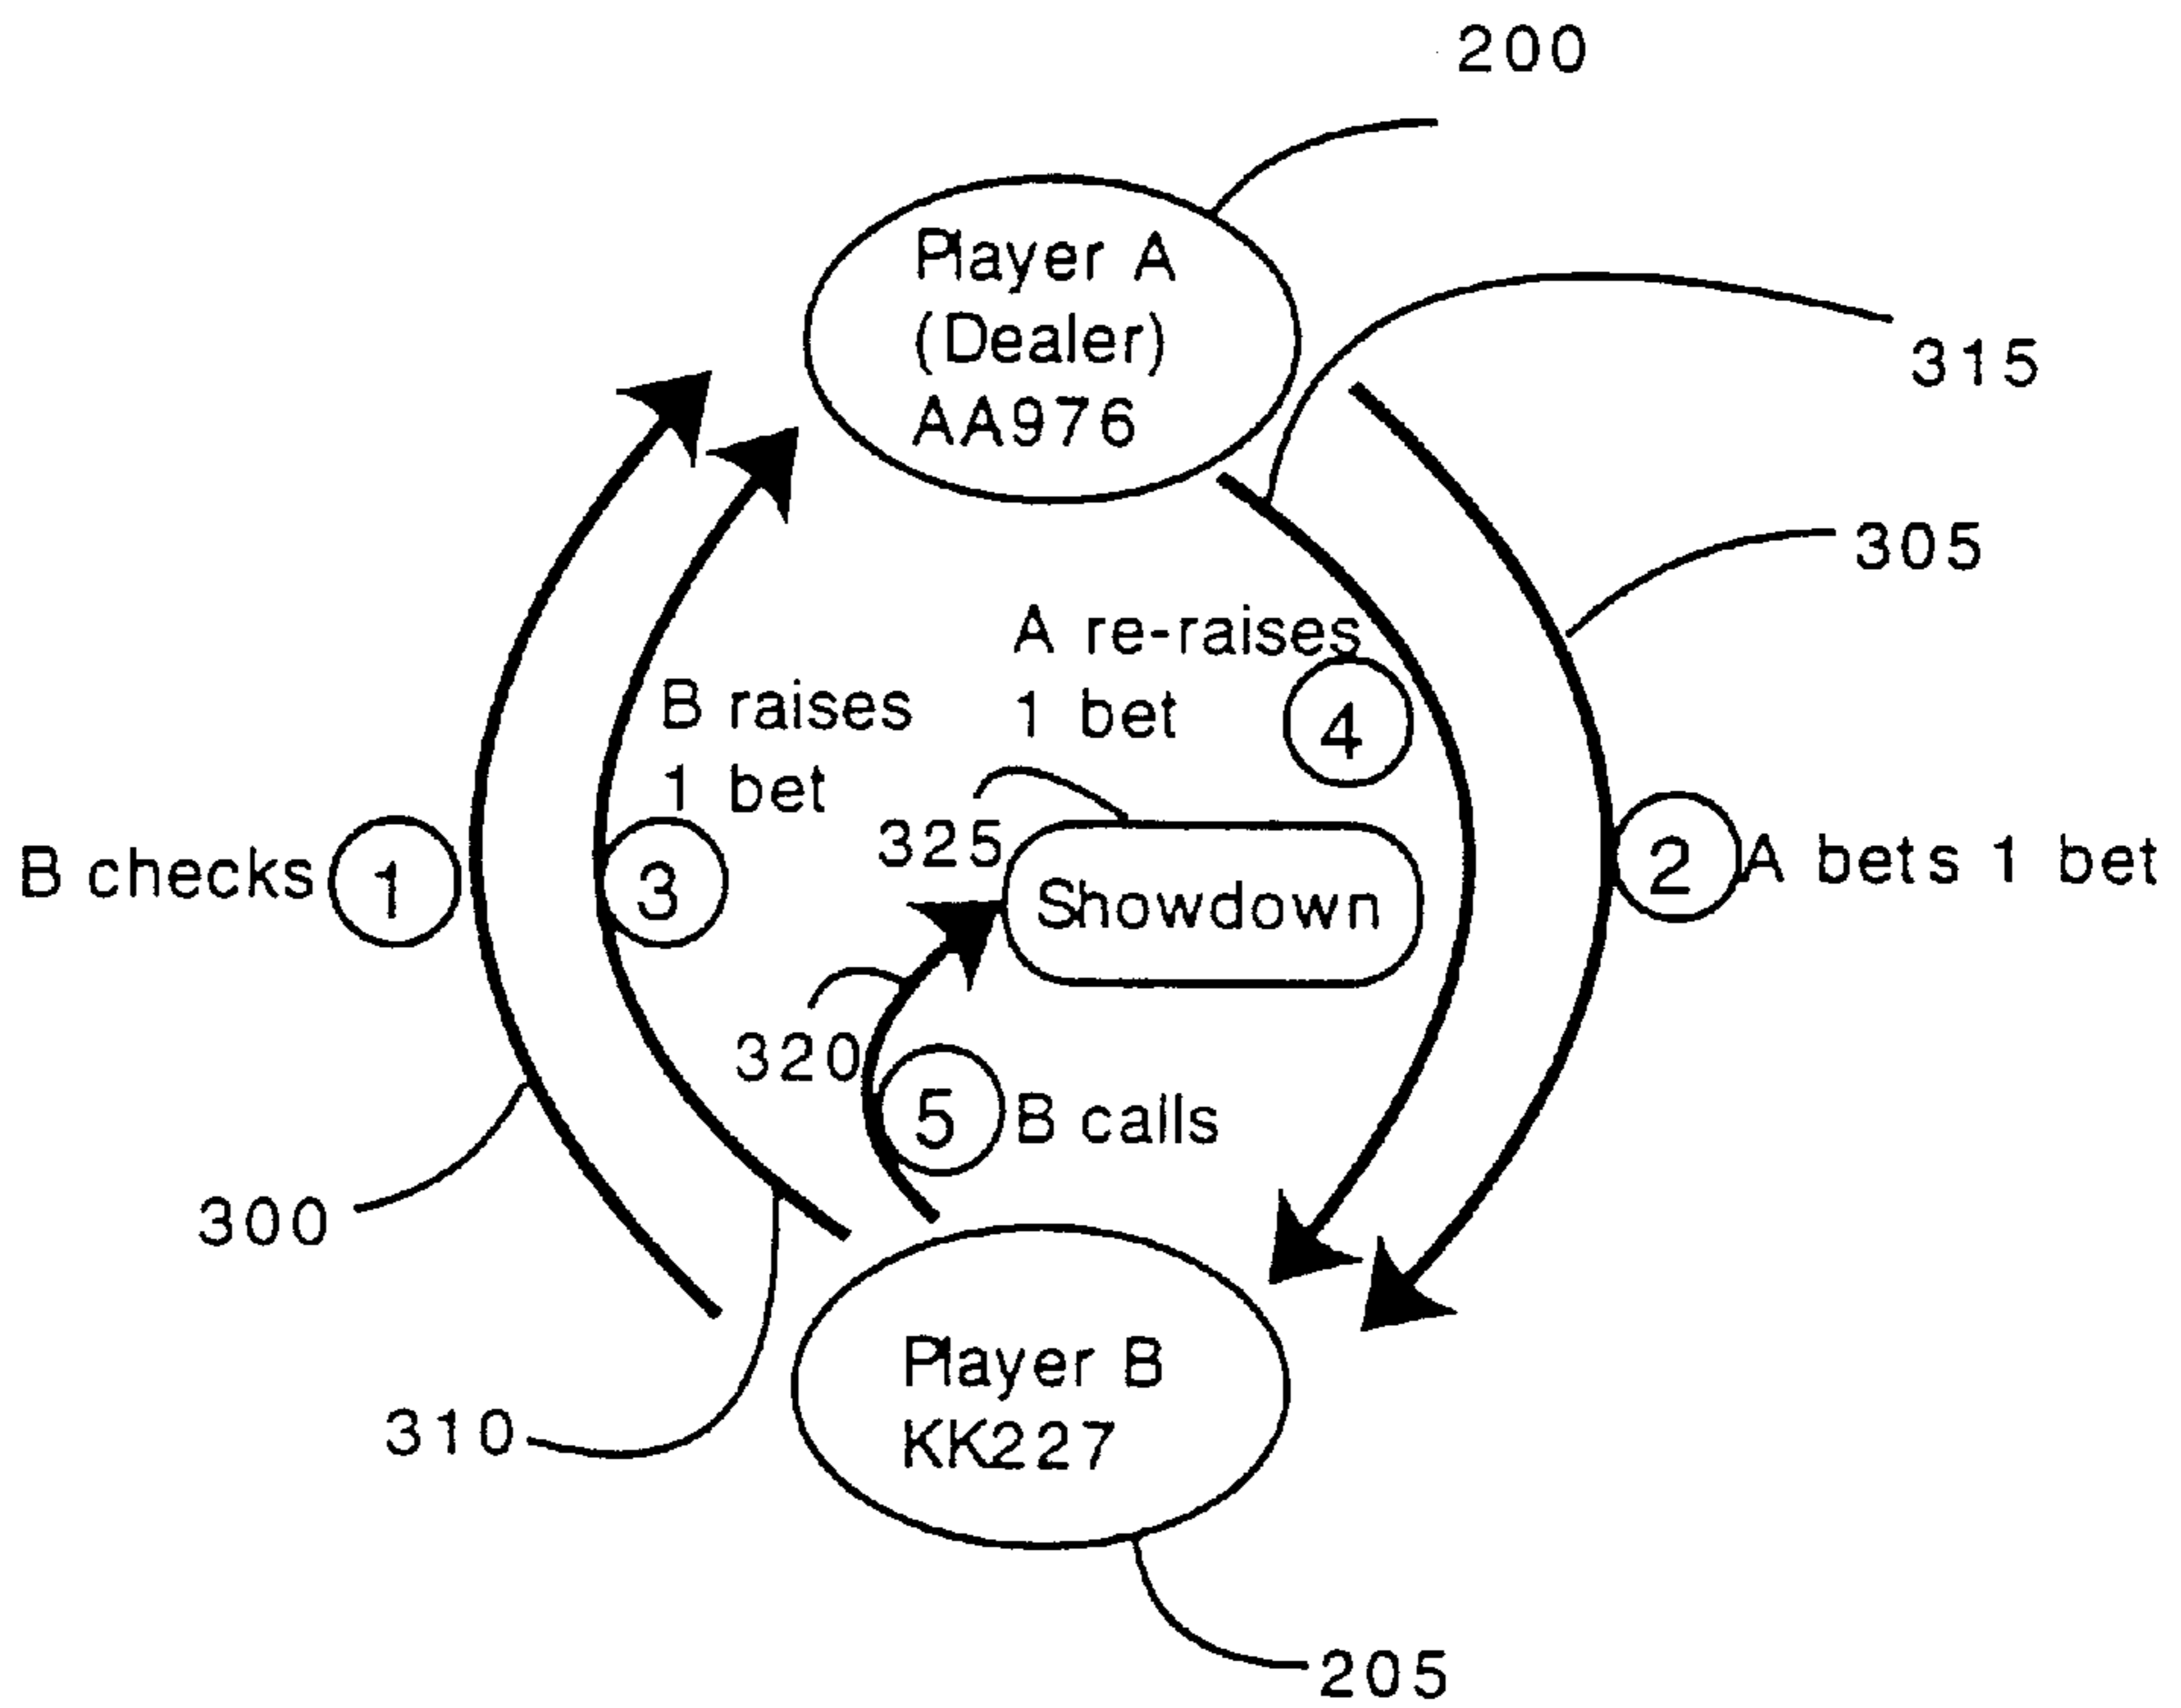 200
Player A
(Dealer)
AA976
315
305
A re-raises
1 bet
4
B raises
1 bet
325
B checks
1
3
Showdown
2
A bets 1 bet
320
5
B calls
300
Player B
KK227
310
205